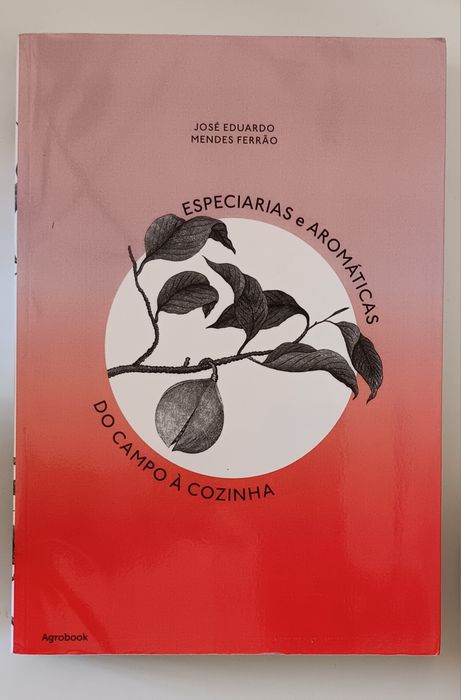 JOSÉ EDUARDO
MENDES FERRÃO
ESPECIARIAS e AROMÁTICAS
DO CAMPO À COZINHA
Agrobook